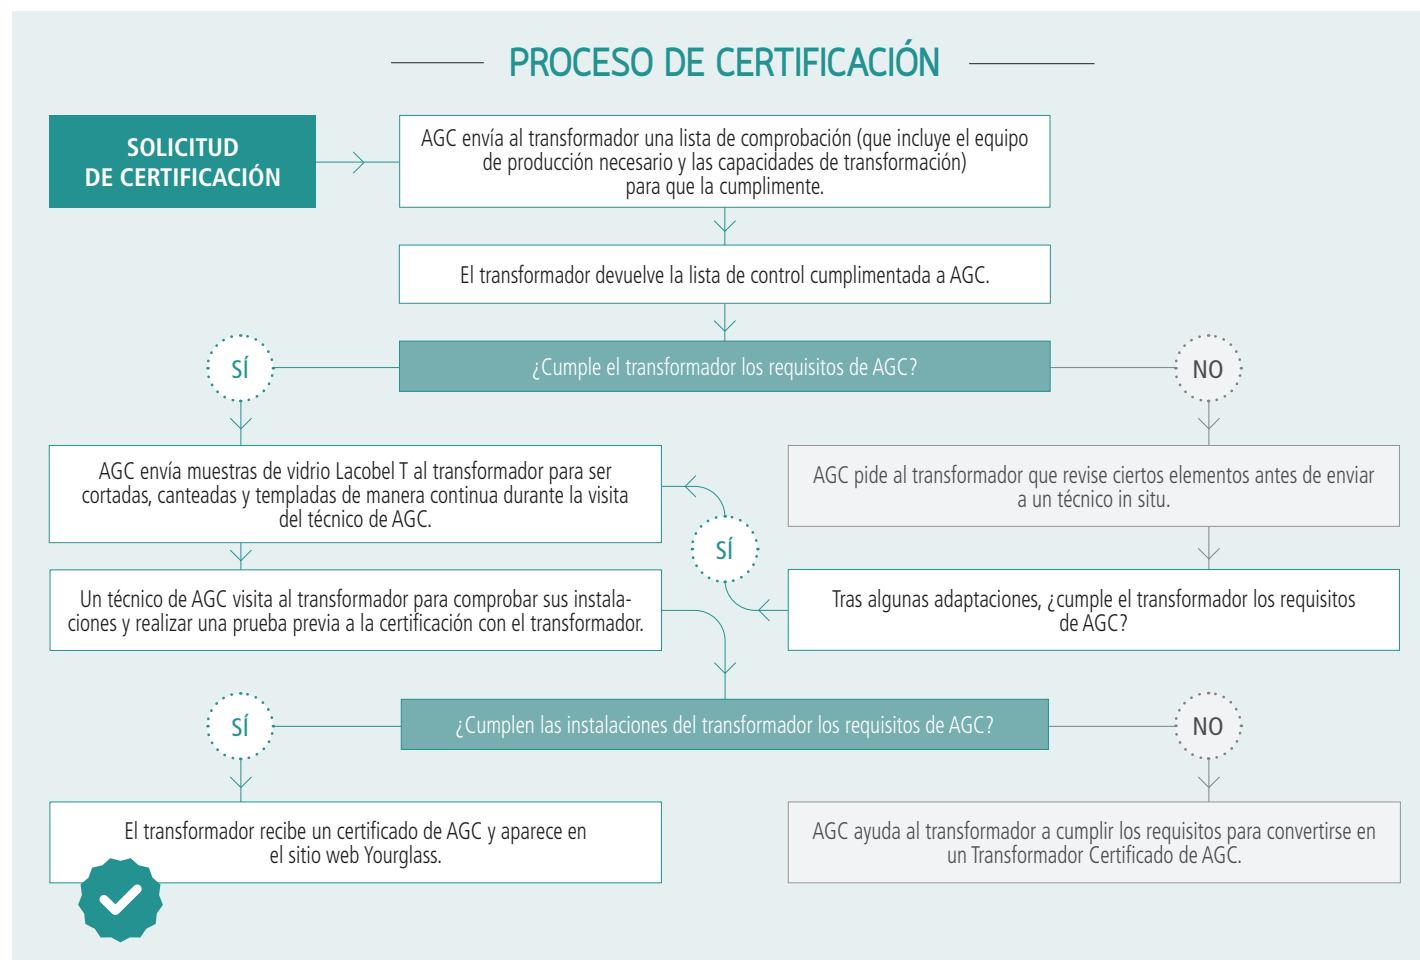 PROCESO DE CERTIFICACIÓN
SOLICITUD
DE CERTIFICACIÓN
AGC envía al transformador una lista de comprobación (que incluye el equipo
de producción necesario y las capacidades de transformación)
para que la cumplimente.
El transformador devuelve la lista de control cumplimentada a AGC.
SÍ
¿Cumple el transformador los requisitos de AGC?
NO
AGC envía muestras de vidrio Lacobel T al transformador para ser
cortadas, canteadas y templadas de manera continua durante la visita
del técnico de AGC.
AGC pide al transformador que revise ciertos elementos antes de enviar
a un técnico in situ.
SÍ
Un técnico de AGC visita al transformador para comprobar sus instala-
ciones y realizar una prueba previa a la certificación con el transformador.
Tras algunas adaptaciones, ¿cumple el transformador los requisitos
de AGC?
SÍ
¿Cumplen las instalaciones del transformador los requisitos de AGC?
NO
El transformador recibe un certificado de AGC y aparece en
el sitio web Yourglass.
AGC ayuda al transformador a cumplir los requisitos para convertirse en
un Transformador Certificado de AGC.